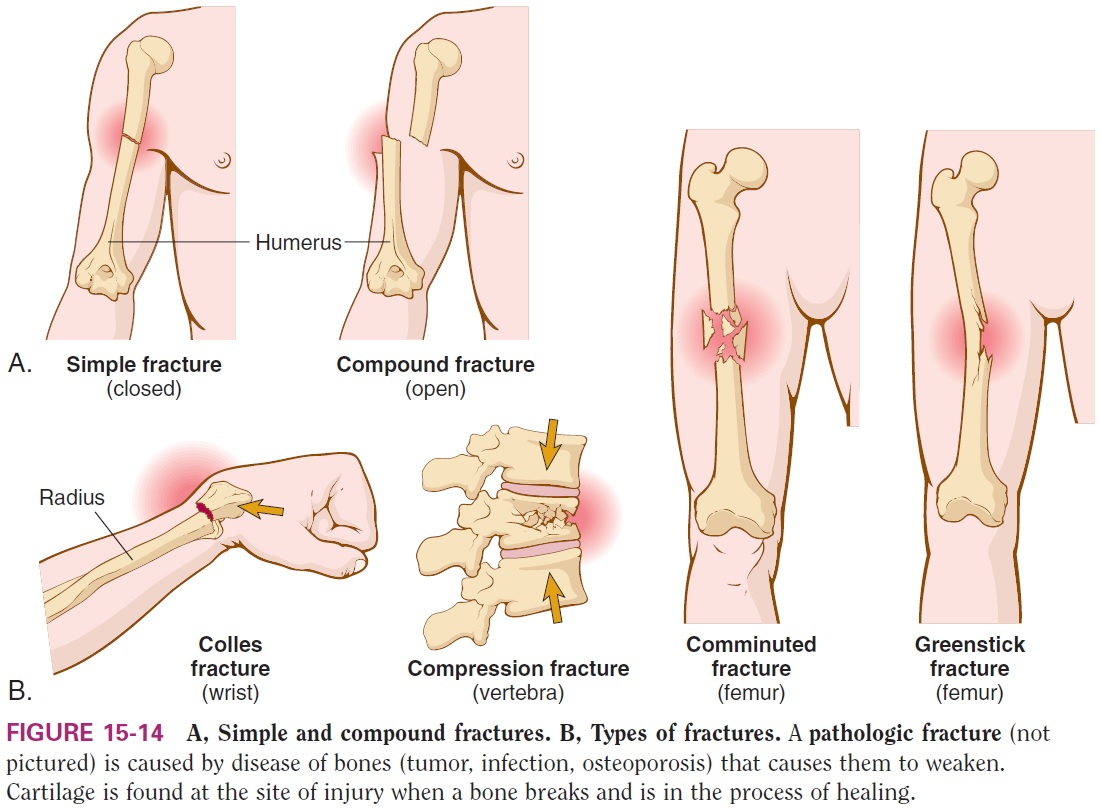 Humerus
A.
Simple fracture
(closed)
Compound fracture
(open)
Radius
B.
Colles
fracture
(wrist)
Compression fracture
(vertebra)
Comminuted
fracture
(femur)
Greenstick
fracture
(femur)
FIGURE 15-14 A, Simple and compound fractures. B, Types of fractures. A pathologic fracture (not
pictured) is caused by disease of bones (tumor, infection, osteoporosis) that causes them to weaken.
Cartilage is found at the site of injury when a bone breaks and is in the process of healing.